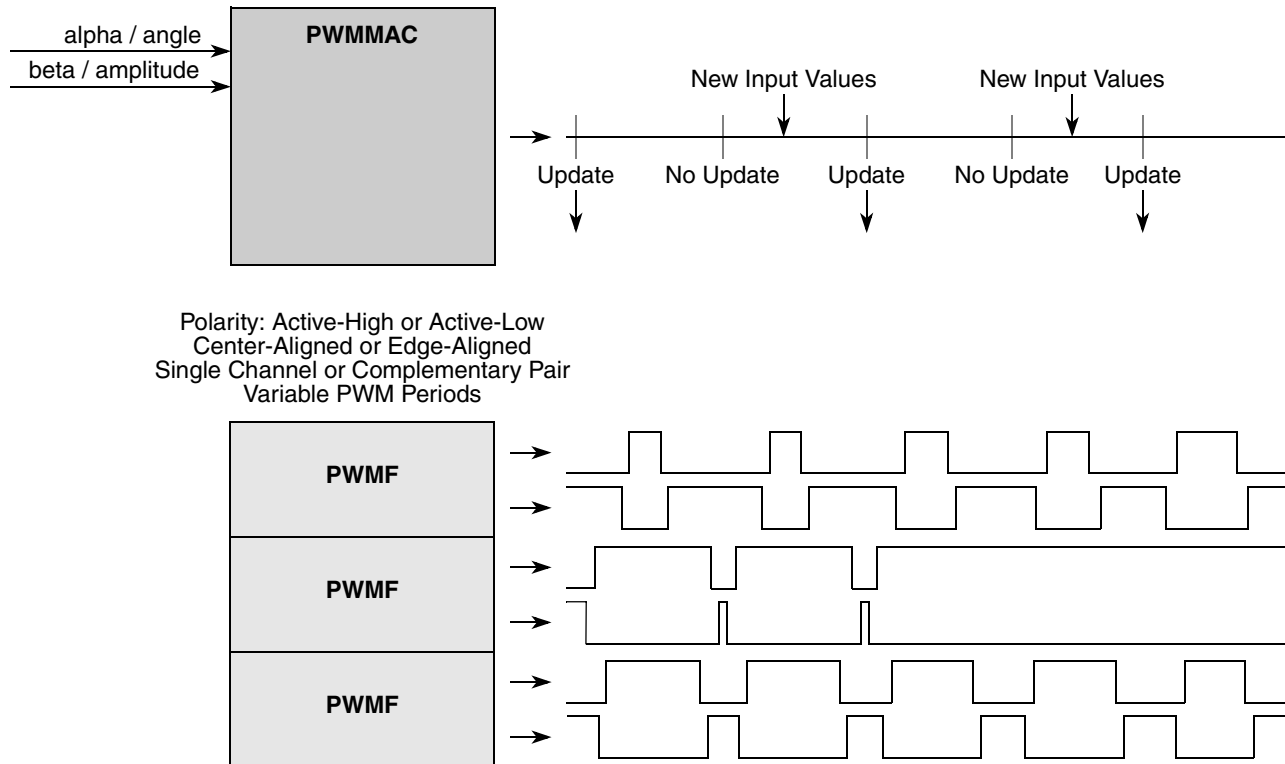 alpha / angle
beta / amplitude
PWMMAC
New Input Values
New Input Values
Update
No Update
Update
No Update
Update
Polarity: Active-High or Active-Low
Center-Aligned or Edge-Aligned
Single Channel or Complementary Pair
Variable PWM Periods
PWMF
PWMF
PWMF